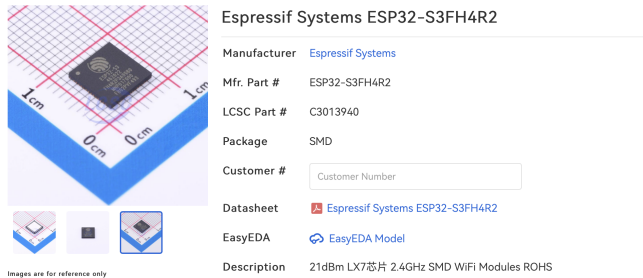 Espressif Systems ESP32-S3FH4R2
Manufacturer Espressif Systems
Mfr. Part # ESP32-S3FH4R2
LCSC Part # C3013940
Package SMD
Customer # Customer Number
Datasheet Espressif Systems ESP32-S3FH4R2
EasyEDA EasyEDA Model
Description 21dBm LX7芯片 2.4GHz SMD WiFi Modules ROHS
1cm
0cm
1c
Images are for reference only